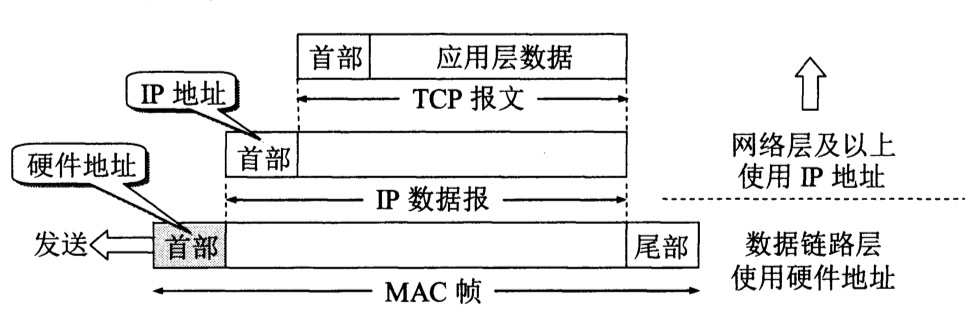 首部 应用层数据
TCP 报文
IP 地址
首部
硬件地址
IP 数据报
网络层及以上
使用 IP 地址
发送
首部 尾部
MAC 帧
数据链路层
使用硬件地址